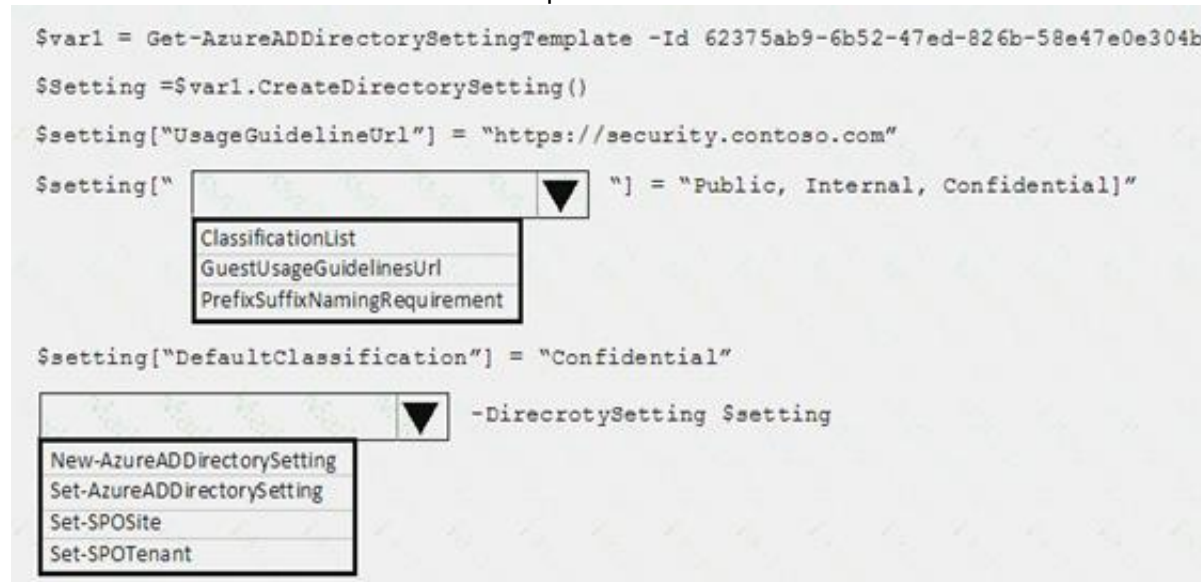 $var1 = Get-AzureADDirectorySettingTemplate -Id 62375ab9-6b52-47ed-826b-58e47e0e304b
$Setting =$var1.CreateDirectorySetting()
$setting["UsageGuidelineUrl"] = "https://security.contoso.com"
$setting[“ “] = “Public, Internal, Confidential]”
ClassificationList
GuestUsageGuidelinesUrl
PrefixSuffixNamingRequirement
$setting[“DefaultClassification”] = “Confidential”
-DirecrotySetting $setting
New-AzureADDirectorySetting
Set-AzureADDirectorySetting
Set-SPOSite
Set-SPOTenant